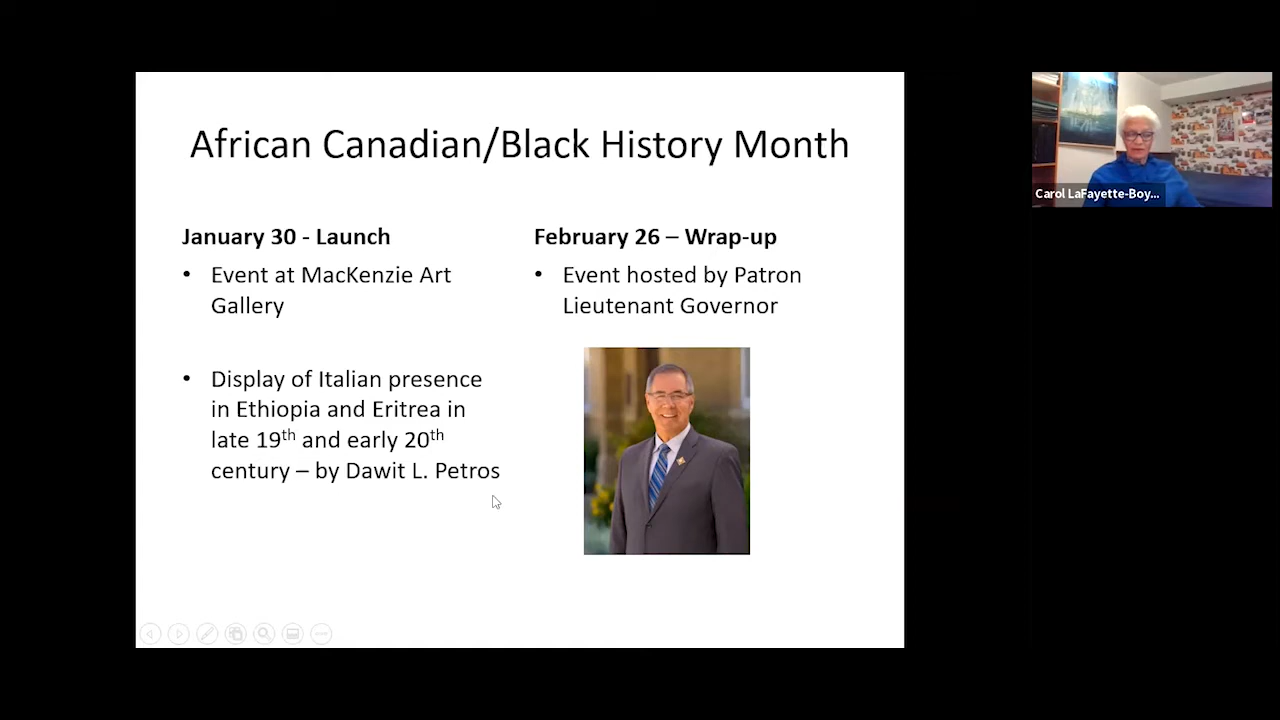 African Canadian/Black History Month
January 30 - Launch
• Event at MacKenzie Art
Gallery
• Display of Italian presence
in Ethiopia and Eritrea in
late 19th and early 20th
century – by Dawit L. Petros
February 26 – Wrap-up
• Event hosted by Patron
Lieutenant Governor
Carol LaFayette-Boy...